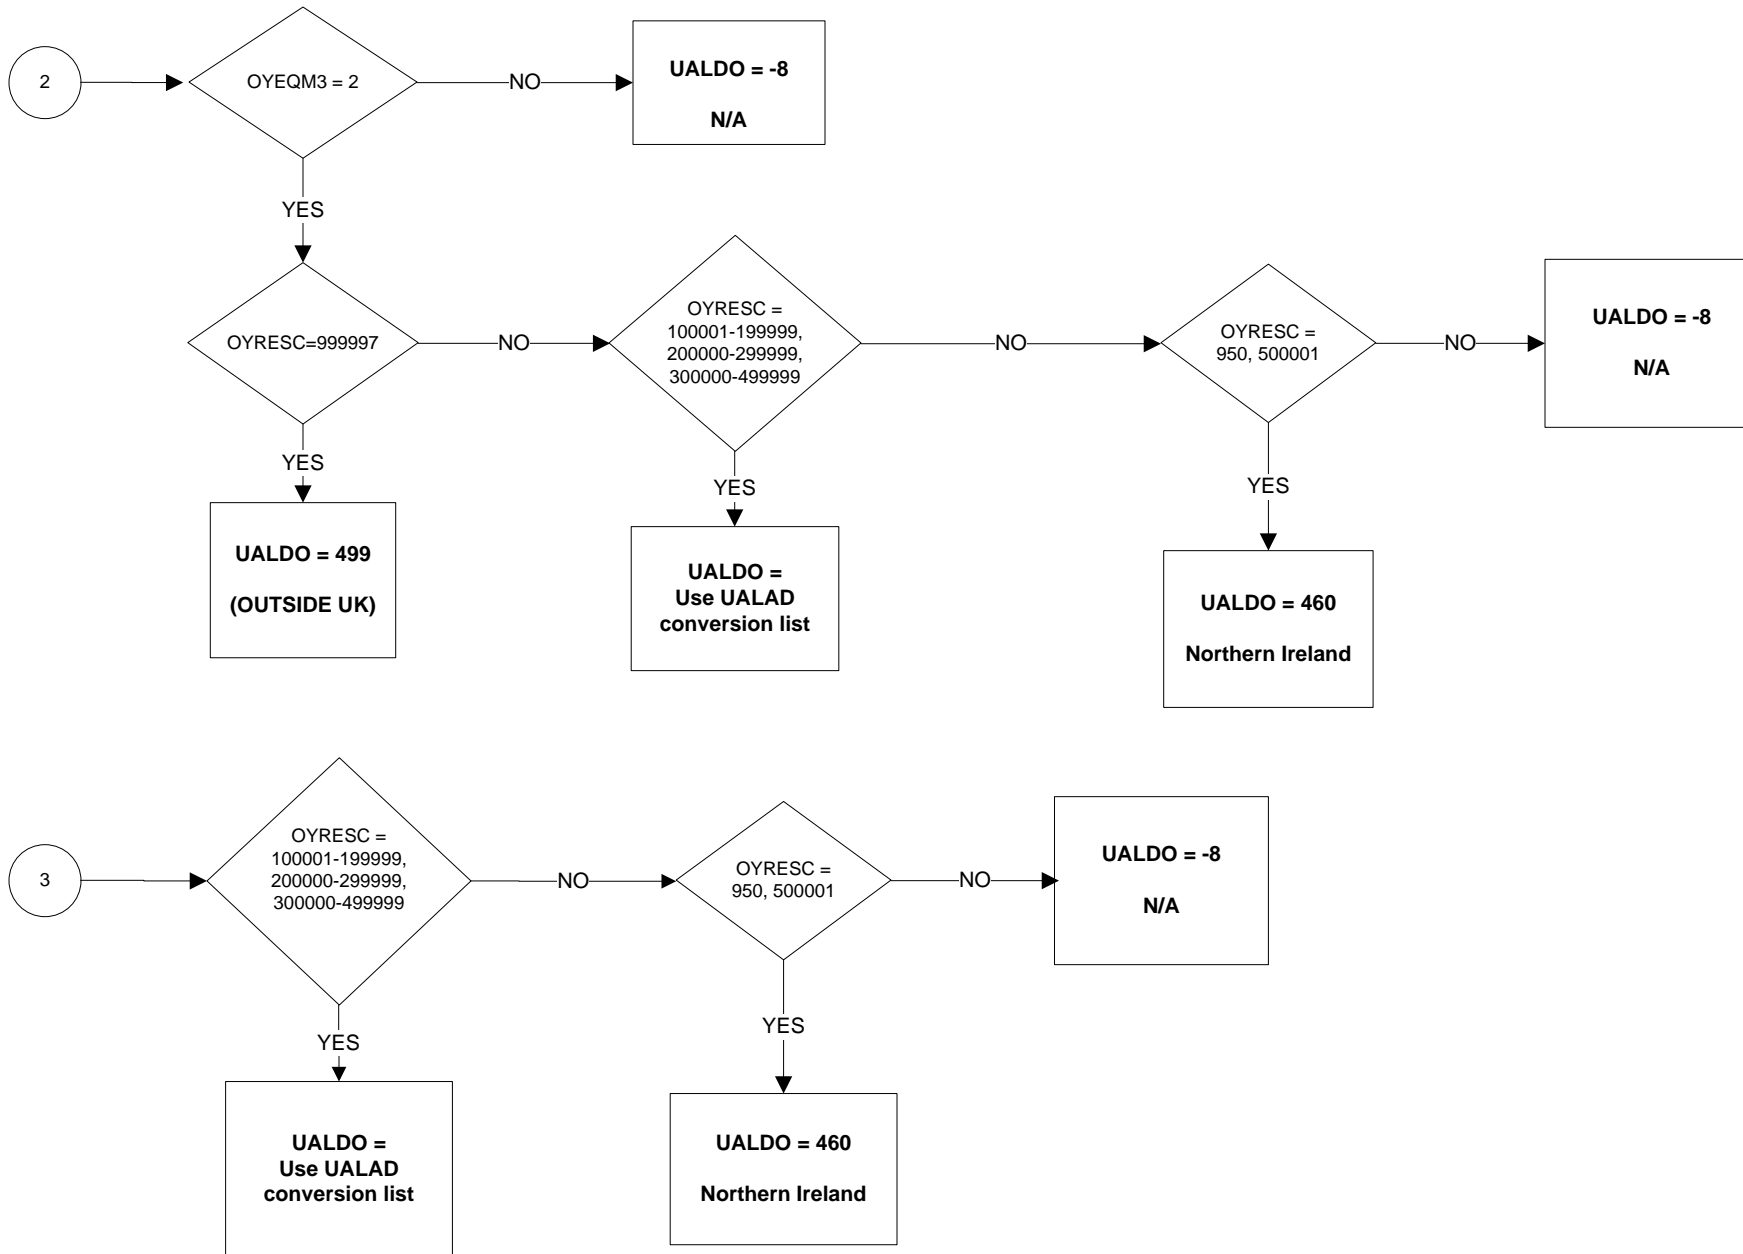 2
OYEQM3 = 2
NO
UALDO = -8
N/A
YES
OYRESC=999997
NO
OYRESC =
100001-199999,
200000-299999,
300000-499999
NO
OYRESC =
950, 500001
NO
UALDO = -8
N/A
YES
YES
YES
UALDO = 499
(OUTSIDE UK)
UALDO =
Use UALAD
conversion list
UALDO = 460
Northern Ireland
3
OYRESC =
100001-199999,
200000-299999,
300000-499999
NO
OYRESC =
950, 500001
NO
UALDO = -8
N/A
YES
YES
UALDO =
Use UALAD
conversion list
UALDO = 460
Northern Ireland